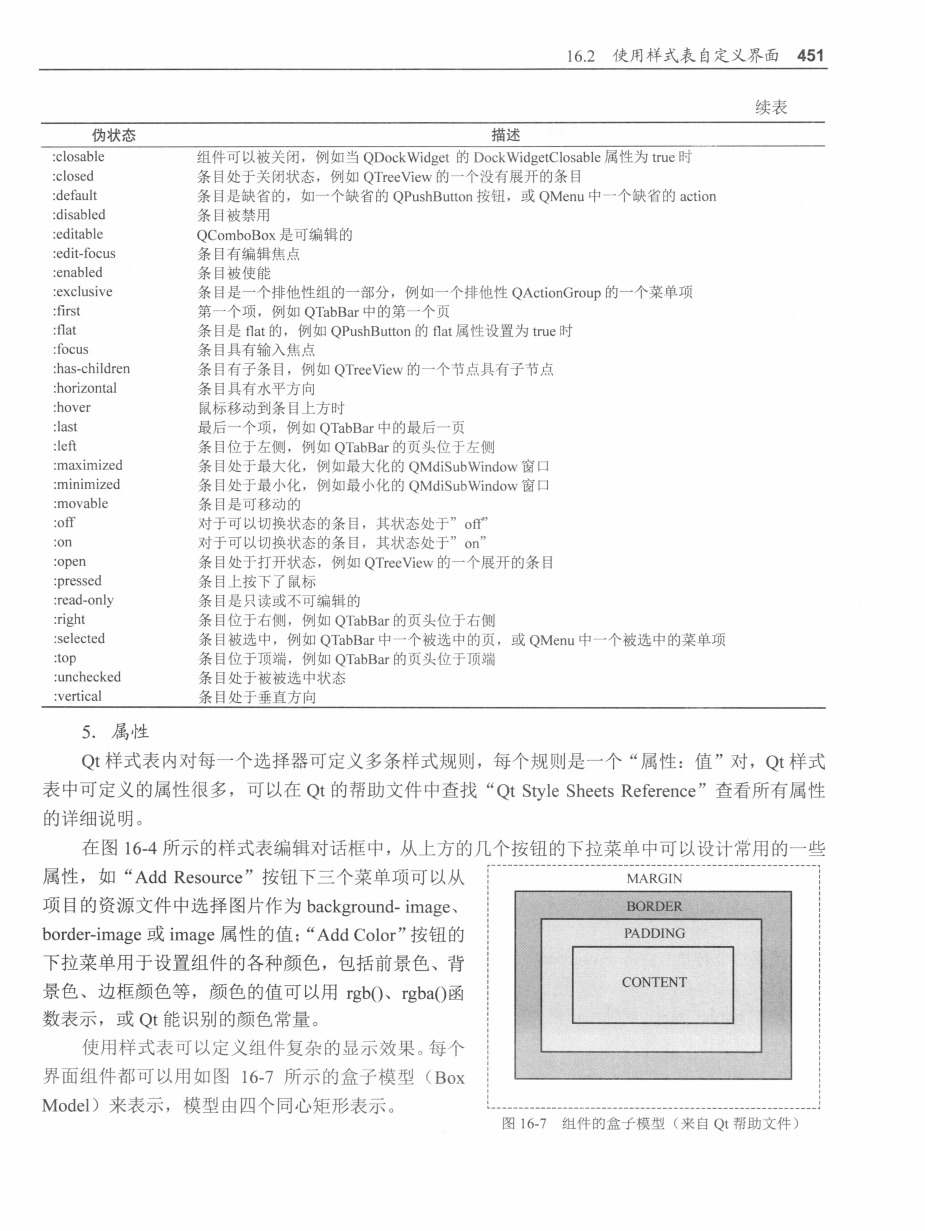 16.2 使用样式表自定义界面 451
续表
伪状态 描述
:closable 组件可以被关闭，例如当 QDockWidget 的 DockWidgetClosable 属性为 true 时
:closed 条目处于关闭状态，例如 QTreeView 的一个没有展开的条目
:default 条目是缺省的，如一个缺省的 QPushButton 按钮，或 QMenu 中一个缺省的 action
:disabled 条目被禁用
:editable QComboBox 是可编辑的
:edit-focus 条目有编辑焦点
:enabled 条目被使能
:exclusive 条目是一个排他性组的一部分，例如一个排他性 QActionGroup 的一个菜单项
:first 第一个项，例如 QTabBar 中的第一个页
:flat 条目是 flat 的，例如 QPushButton 的 flat 属性设置为 true 时
:focus 条目具有输入焦点
:has-children 条目有子条目，例如 QTreeView 的一个节点具有子节点
:horizontal 条目具有水平方向
:hover 鼠标移动到条目上方时
:last 最后一个项，例如 QTabBar 中的最后一页
:left 条目位于左侧，例如 QTabBar 的页头位于左侧
:maximized 条目处于最大化，例如最大化的 QMdiSubWindow 窗口
:minimized 条目处于最小化，例如最小化的 QMdiSubWindow 窗口
:movable 条目是可移动的
:off 对于可以切换状态的条目，其状态处于” off”
:on 对于可以切换状态的条目，其状态处于” on”
:open 条目处于打开状态，例如 QTreeView 的一个展开的条目
:pressed 条目上按下了鼠标
:read-only 条目是只读或不可编辑的
:right 条目位于右侧，例如 QTabBar 的页头位于右侧
:selected 条目被选中，例如 QTabBar 中一个被选中的页，或 QMenu 中一个被选中的菜单项
:top 条目位于顶端，例如 QTabBar 的页头位于顶端
:unchecked 条目处于被被选中状态
:vertical 条目处于垂直方向
5. 属性
Qt 样式表内对每一个选择器可定义多条样式规则，每个规则是一个“属性：值”对，Qt 样式
表中可定义的属性很多，可以在 Qt 的帮助文件中查找“Qt Style Sheets Reference”查看所有属性
的详细说明。
在图 16-4 所示的样式表编辑对话框中，从上方的几个按钮的下拉菜单中可以设计常用的一些
属性，如“Add Resource”按钮下三个菜单项可以从
项目的资源文件中选择图片作为 background- image、
border-image 或 image 属性的值；“Add Color”按钮的
下拉菜单用于设置组件的各种颜色，包括前景色、背
景色、边框颜色等，颜色的值可以用 rgb()、rgba()函
数表示，或 Qt 能识别的颜色常量。
使用样式表可以定义组件复杂的显示效果。每个
界面组件都可以用如图 16-7 所示的盒子模型（Box
Model）来表示，模型由四个同心矩形表示。
MARGIN
BORDER
PADDING
CONTENT
图 16-7 组件的盒子模型（来自 Qt 帮助文件）